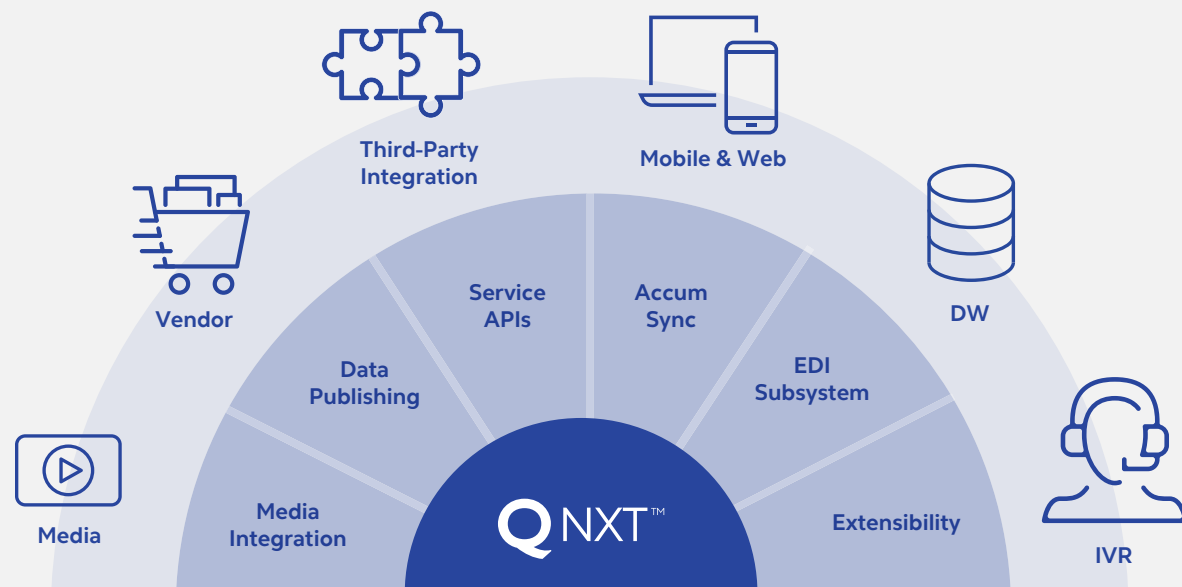 Third-Party
Integration
Mobile & Web
Vendor
DW
Media
IVR
Media
Integration
Data
Publishing
Service
APIs
Accum
Sync
EDI
Subsystem
Extensibility
QNXT™